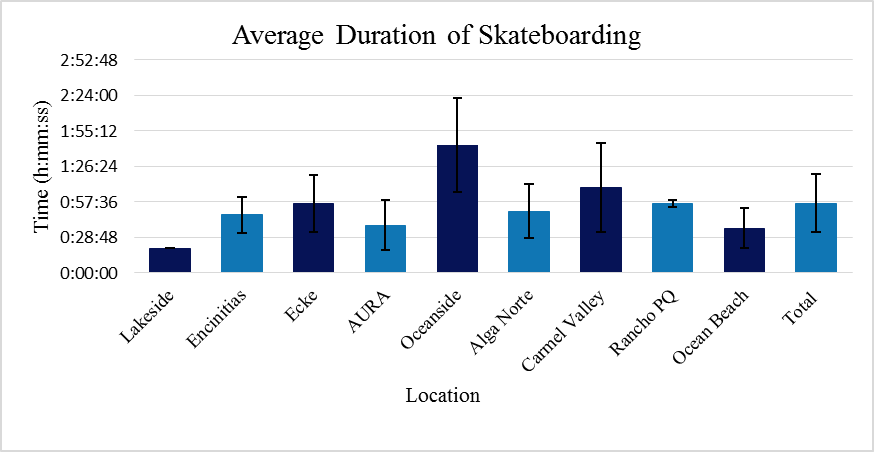 Average Duration of Skateboarding
Time (h:mm:ss)
2:52:48
2:24:00
1:55:12
1:26:24
0:57:36
0:28:48
0:00:00
Lakeside
Encinitias
Ecke
AURA
Oceanside
Alga Norte
Carmel Valley
Rancho PQ
Ocean Beach
Total
Location